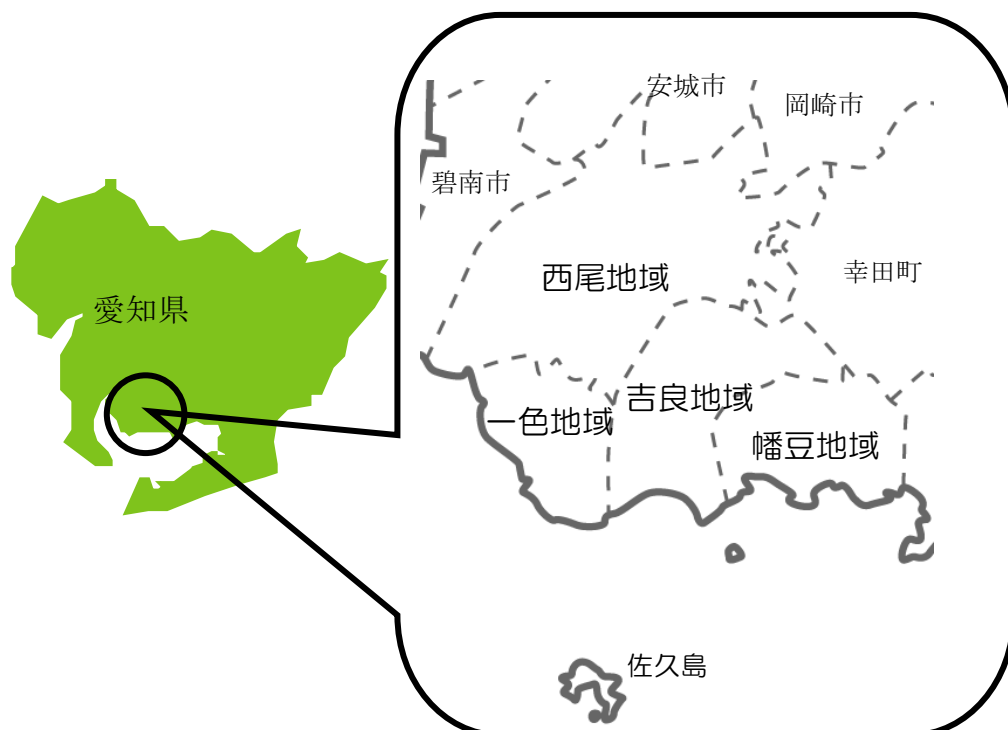 安城市
岡崎市
碧南市
西尾地域
幸田町
愛知県
吉良地域
一色地域
幡豆地域
佐久島